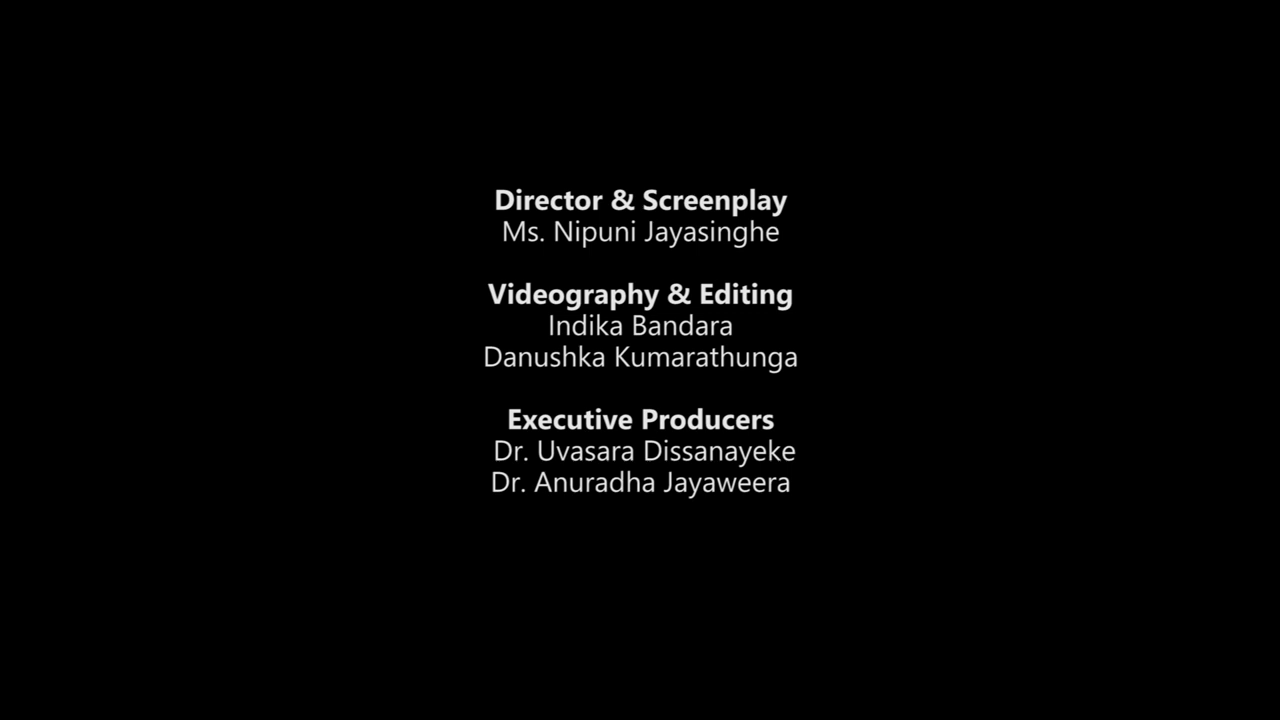 Director & Screenplay
Ms. Nipuni Jayasinghe
Videography & Editing
Indika Bandara
Danushka Kumarathunga
Executive Producers
Dr. Uvasara Dissanayeke
Dr. Anuradha Jayaweera